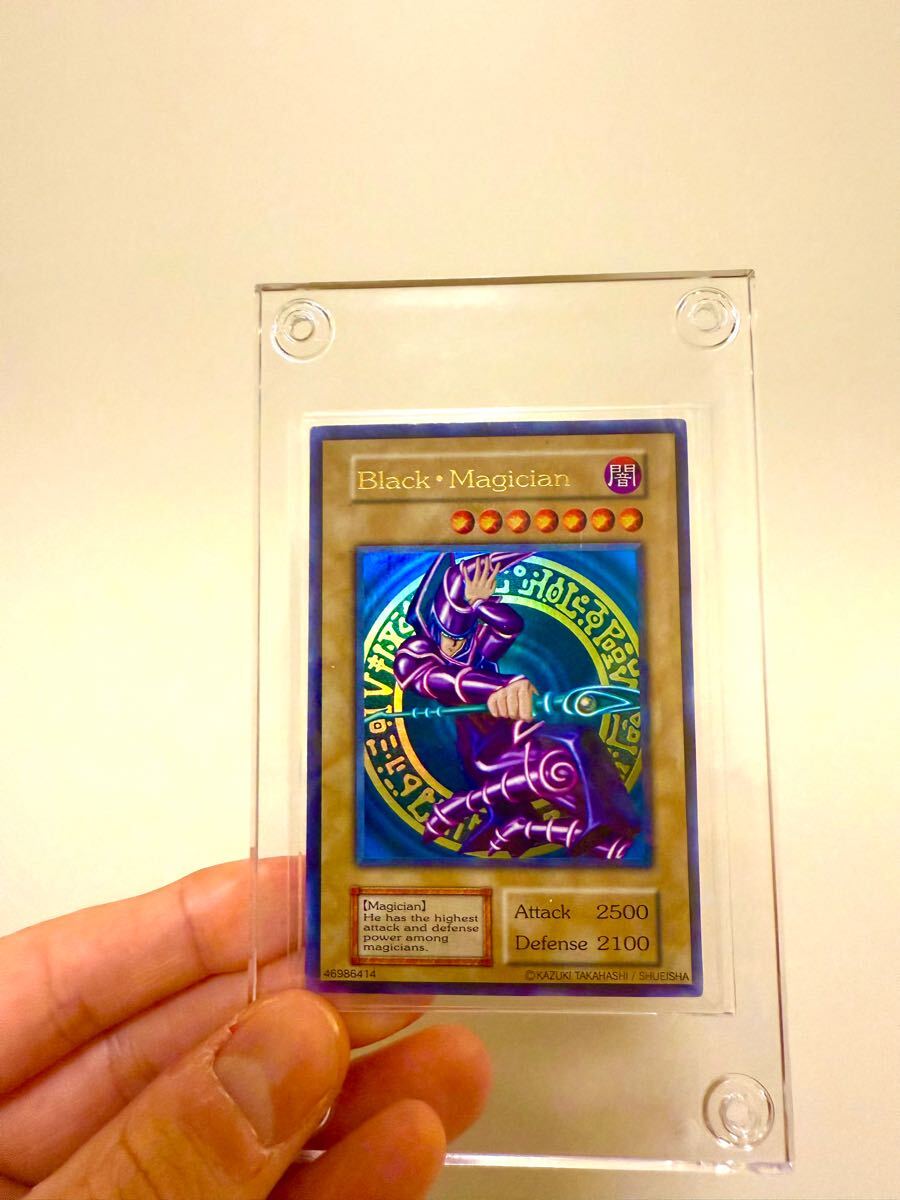 Black・Magician
闇
【Magician】
He has the highest
attack and defense
power among
magicians.
Attack 2500
Defense 2100
46986414
©KAZUKI TAKAHASHI / SHUEISHA